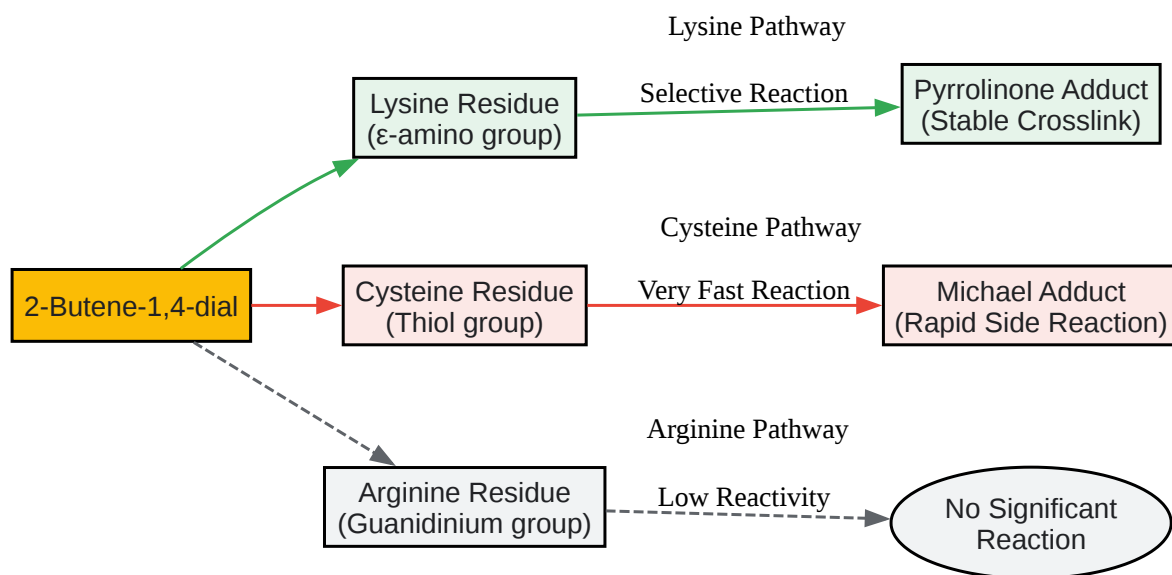 Lysine Pathway
Lysine Residue
(ε-amino group)
Selective Reaction
Pyrrolinone Adduct
(Stable Crosslink)
Cysteine Pathway
2-Butene-1,4-dial
Cysteine Residue
(Thiol group)
Very Fast Reaction
Michael Adduct
(Rapid Side Reaction)
Arginine Pathway
Arginine Residue
(Guanidinium group)
Low Reactivity
No Significant
Reaction